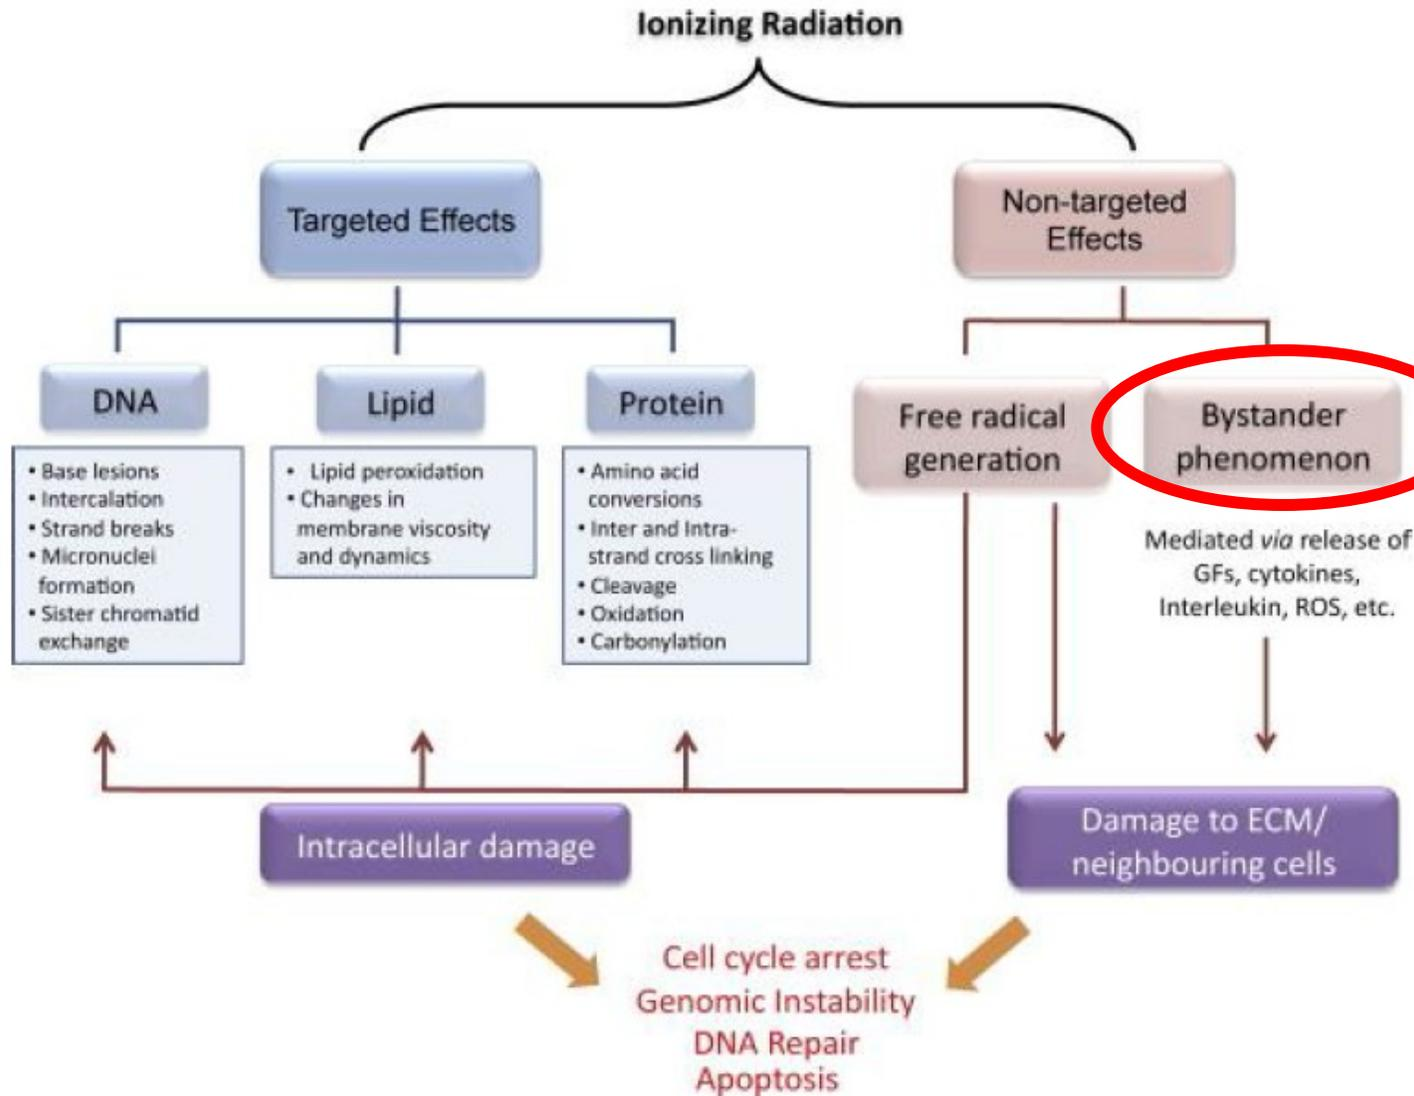 Ionizing Radiation
Targeted Effects
Non-targeted
Effects
DNA
Lipid
Protein
Free radical
generation
Bystander
phenomenon
• Base lesions
• Intercalation
• Strand breaks
• Micronuclei
formation
• Sister chromatid
exchange
• Lipid peroxidation
• Changes in
membrane viscosity
and dynamics
• Amino acid
conversions
• Inter and Intra-
strand cross linking
• Cleavage
• Oxidation
• Carbonylation
Mediated via release of
GFs, cytokines,
Interleukin, ROS, etc.
Intracellular damage
Damage to ECM/
neighbouring cells
Cell cycle arrest
Genomic Instability
DNA Repair
Apoptosis